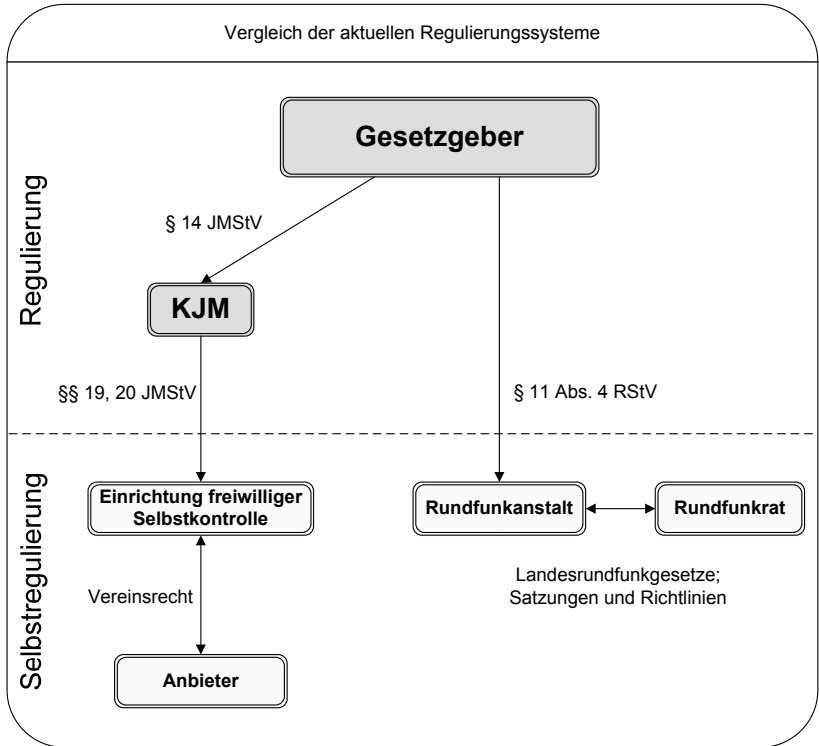 Vergleich der aktuellen Regulierungssysteme
Regulierung
Gesetzgeber
§ 14 JMStV
KJM
§§ 19, 20 JMStV
§ 11 Abs. 4 RStV
Selbstregulierung
Einrichtung freiwilliger
Selbstkontrolle
Rundfunkanstalt
Rundfunkrat
Vereinsrecht
Landesrundfunkgesetze;
Satzungen und Richtlinien
Anbieter